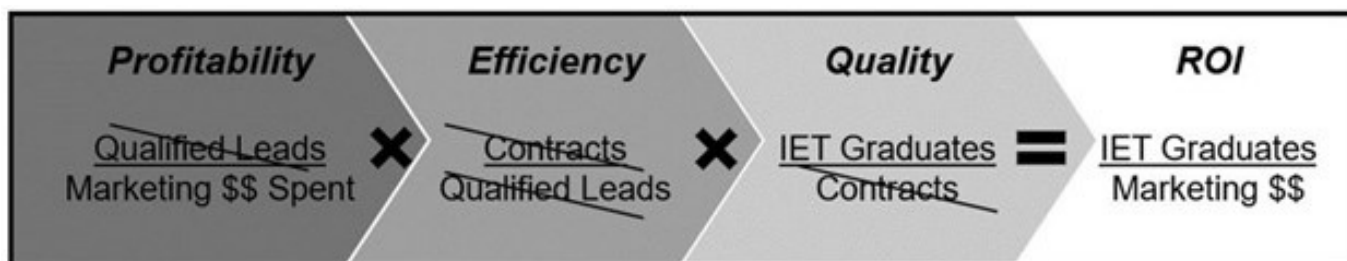 Profitability
Qualified Leads
Marketing $$ Spent
×
Efficiency
Contracts
Qualified Leads
×
Quality
IET Graduates
Contracts
=
ROI
IET Graduates
Marketing $$